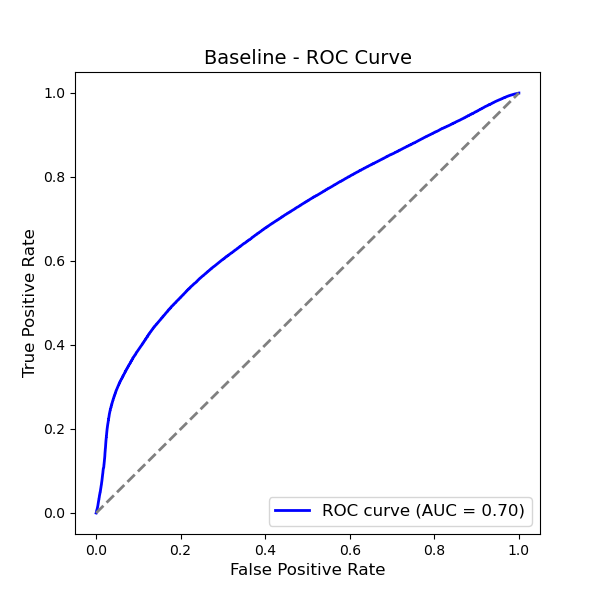 Baseline - ROC Curve
True Positive Rate
1.0
0.8
0.6
0.4
0.2
0.0
ROC curve (AUC = 0.70)
0.0 0.2 0.4 0.6 0.8 1.0
False Positive Rate